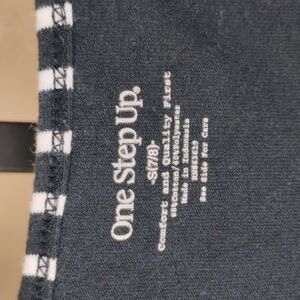 One Step Up.
-S(7/8)-
Comfort and Quality First
60%Cotton/40%Polyester
Made in Indonesia
See Side For Care